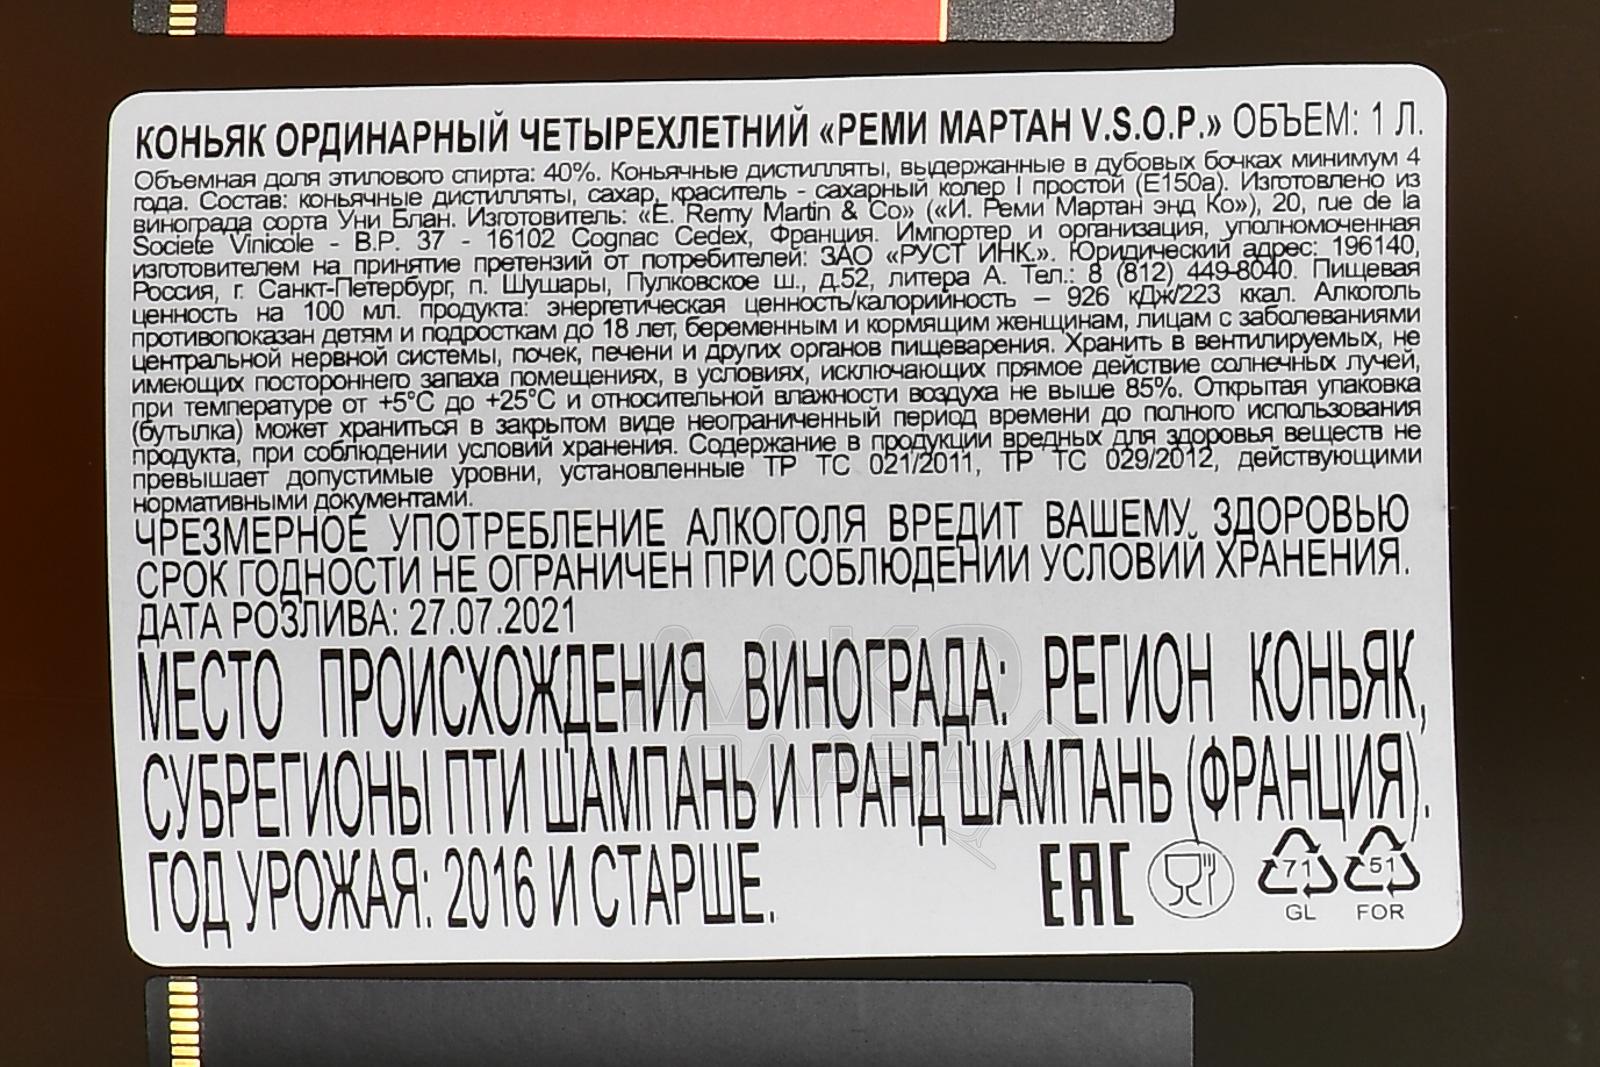 КОНЬЯК ОРДИНАРНЫЙ ЧЕТЫРЕХЛЕТНИЙ «РЕМИ МАРТАН V.S.O.P.» ОБЪЕМ: 1 Л.
Объемная доля этилового спирта: 40%. Коньячные дистилляты, выдержанные в дубовых бочках минимум 4
года. Состав: коньячные дистилляты, сахар, краситель - сахарный колер I простой (Е150а). Изготовлено из
винограда сорта Уни Блан. Изготовитель: «E. Remy Martin & Co» («И. Реми Мартан энд Ко»), 20, rue de la
Societe Vinicole - B.P. 37 - 16102 Cognac Cedex, Франция. Импортер и организация, уполномоченная
изготовителем на принятие претензий от потребителей: ЗАО «РУСТ ИНК.». Юридический адрес: 196140,
Россия, г. Санкт-Петербург, п. Шушары, Пулковское ш., д.52, литера А. Тел.: 8 (812) 449-8040. Пищевая
ценность на 100 мл. продукта: энергетическая ценность/калорийность – 926 кДж/223 ккал. Алкоголь
противопоказан детям и подросткам до 18 лет, беременным и кормящим женщинам, лицам с заболеваниями
центральной нервной системы, почек, печени и других органов пищеварения. Хранить в вентилируемых, не
имеющих постороннего запаха помещениях, в условиях, исключающих прямое действие солнечных лучей,
при температуре от +5°С до +25°С и относительной влажности воздуха не выше 85%. Открытая упаковка
(бутылка) может храниться в закрытом виде неограниченный период времени до полного использования
продукта, при соблюдении условий хранения. Содержание в продукции вредных для здоровья веществ не
превышает допустимые уровни, установленные ТР ТС 021/2011, ТР ТС 029/2012, действующими
нормативными документами.
ЧРЕЗМЕРНОЕ УПОТРЕБЛЕНИЕ АЛКОГОЛЯ ВРЕДИТ ВАШЕМУ ЗДОРОВЬЮ
СРОК ГОДНОСТИ НЕ ОГРАНИЧЕН ПРИ СОБЛЮДЕНИИ УСЛОВИЙ ХРАНЕНИЯ.
ДАТА РОЗЛИВА: 27.07.2021
МЕСТО ПРОИСХОЖДЕНИЯ ВИНОГРАДА: РЕГИОН КОНЬЯК,
СУБРЕГИОНЫ ПТИ ШАМПАНЬ И ГРАНД ШАМПАНЬ (ФРАНЦИЯ).
ГОД УРОЖАЯ: 2016 И СТАРШЕ.
EAC 71 51
GL FOR